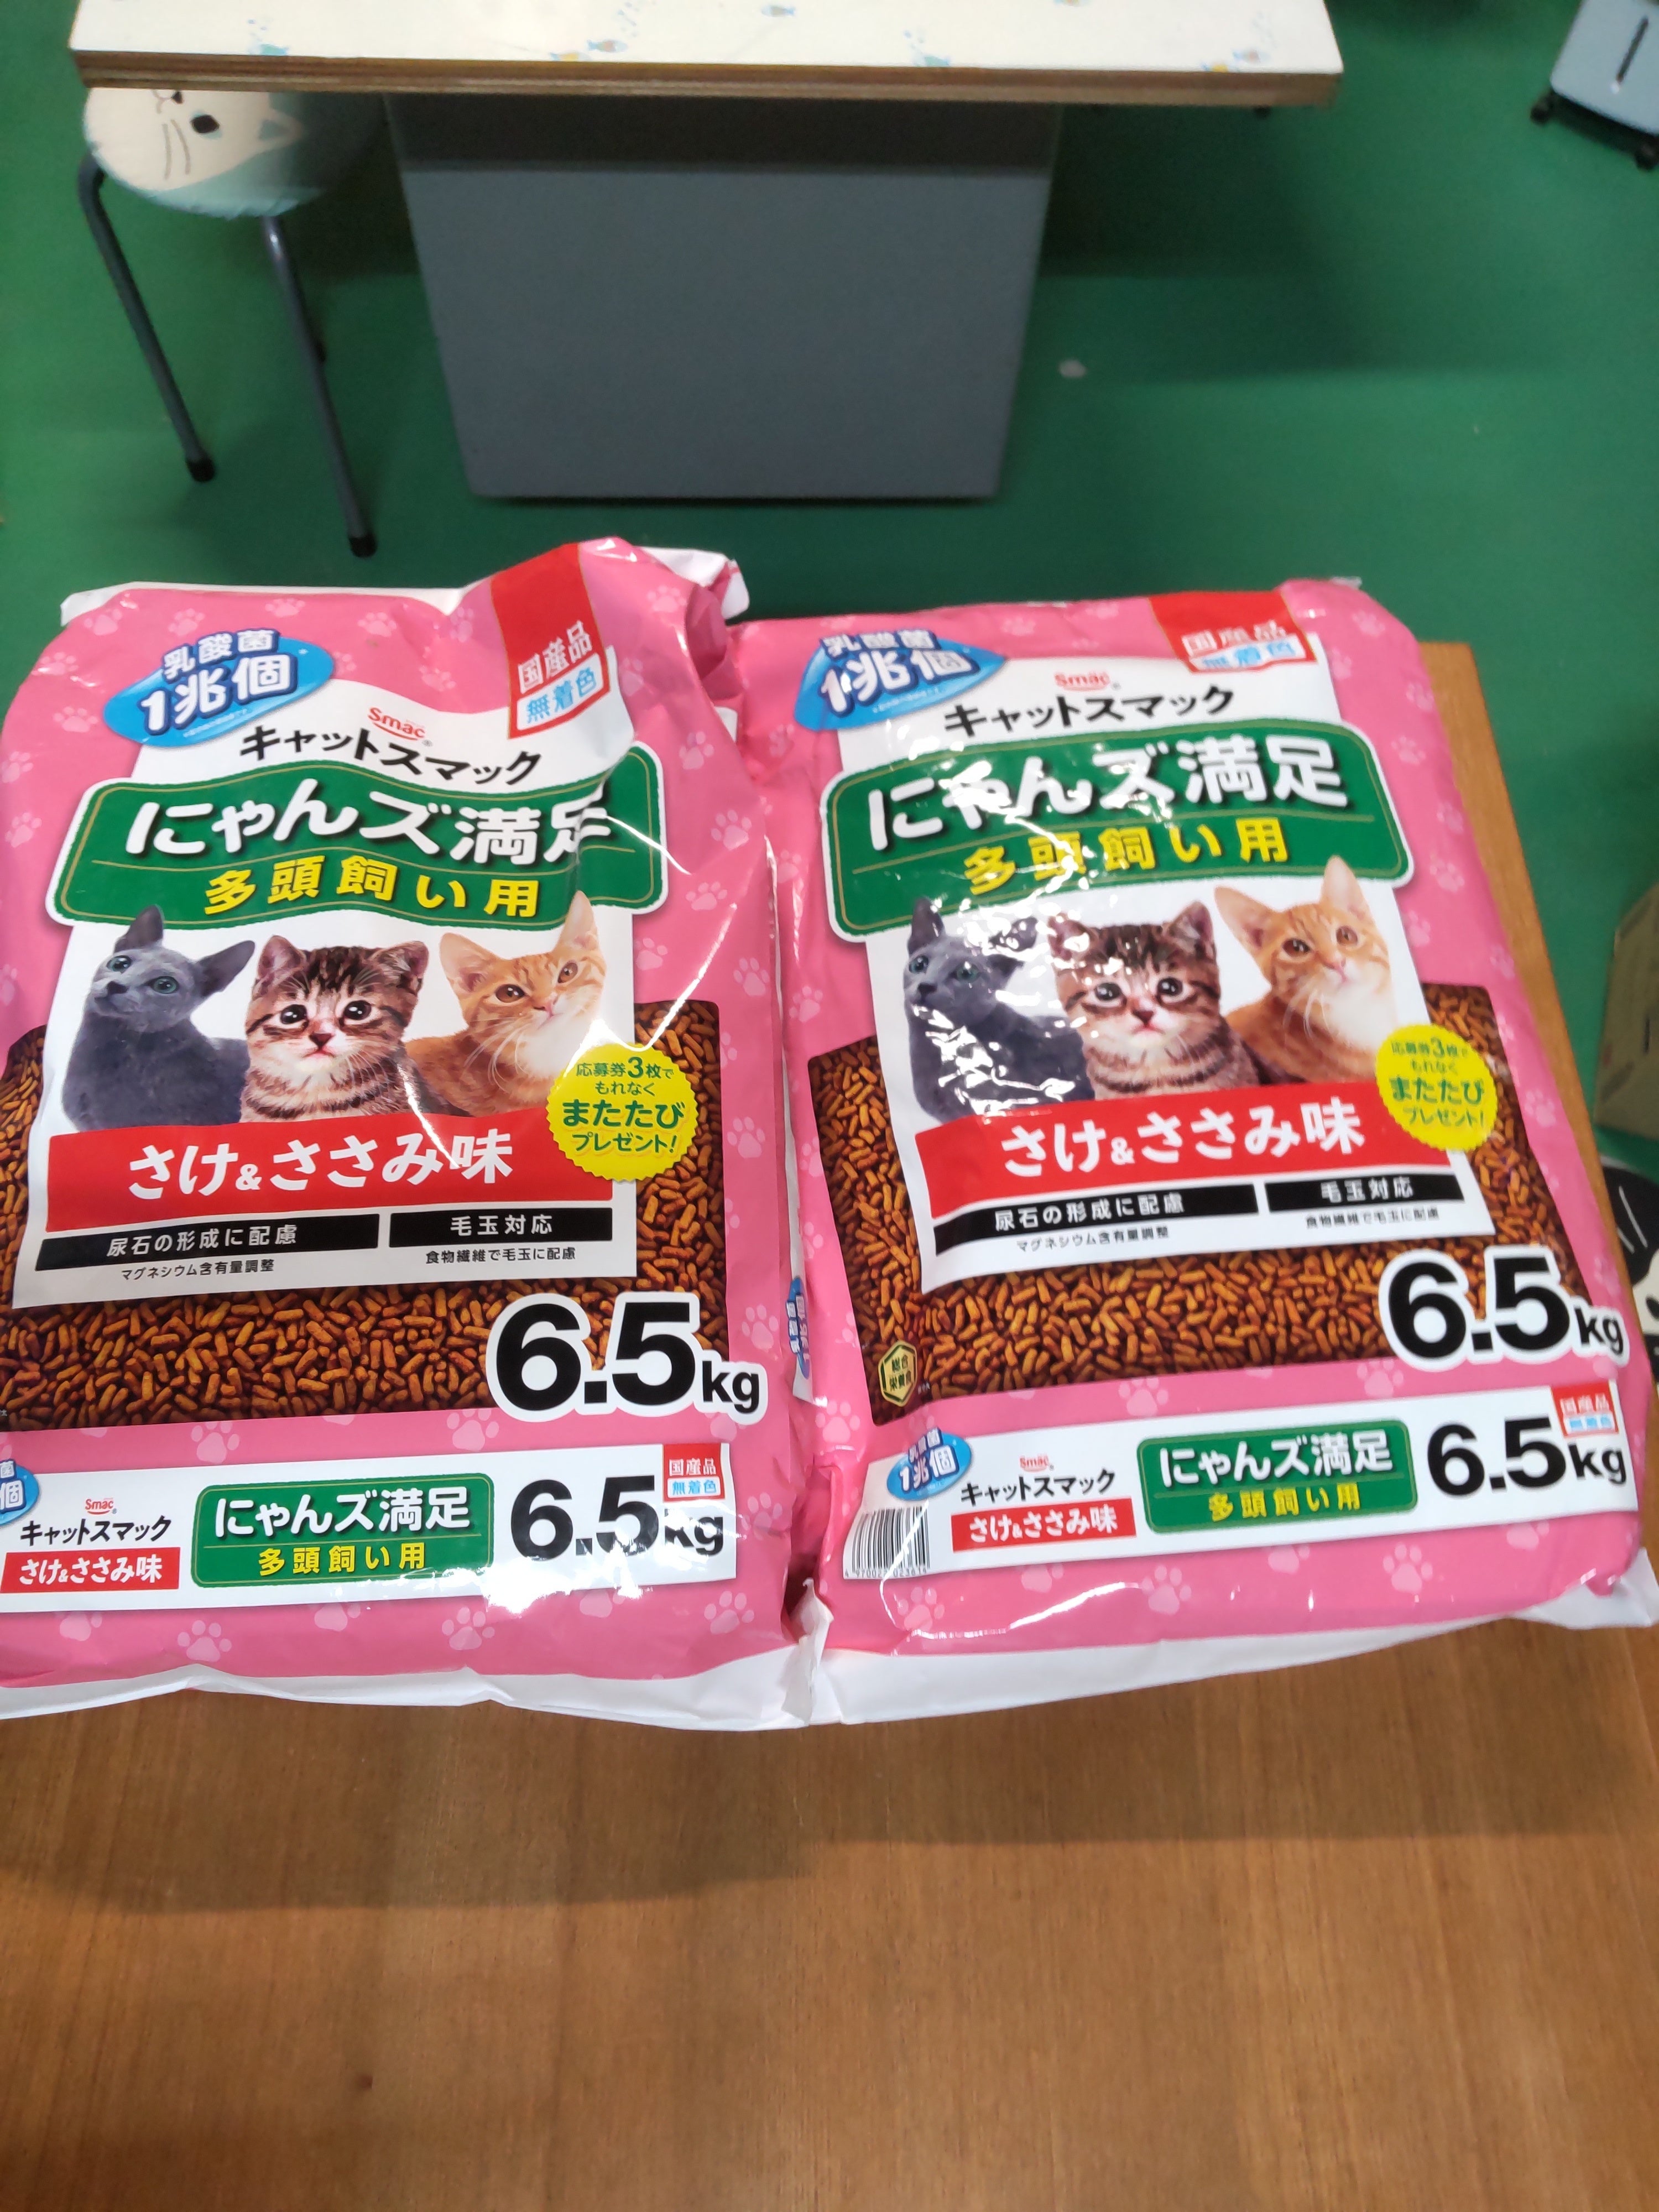 乳酸菌
1兆個
国産品
無着色
Smac
キャットスマック
にゃんズ満足
多頭飼い用
応募券3枚で
もれなく
またたび
プレゼント!
さけ&ささみ味
尿石の形成に配慮
マグネシウム含有量調整
毛玉対応
食物繊維で毛玉に配慮
6.5kg
菌
個
Smac
キャットスマック
さけ&ささみ味
にゃんズ満足
多頭飼い用
6.5kg
国産品
無着色
乳酸菌
1兆個
国産品
無着色
Smac
キャットスマック
にゃんズ満足
多頭飼い用
応募券3枚で
もれなく
またたび
プレゼント!
さけ&ささみ味
尿石の形成に配慮
マグネシウム含有量調整
毛玉対応
食物繊維で毛玉に配慮
総合
栄養食
6.5kg
乳酸菌
1兆個
Smac
キャットスマック
さけ&ささみ味
にゃんズ満足
多頭飼い用
6.5kg
国産品
無着色